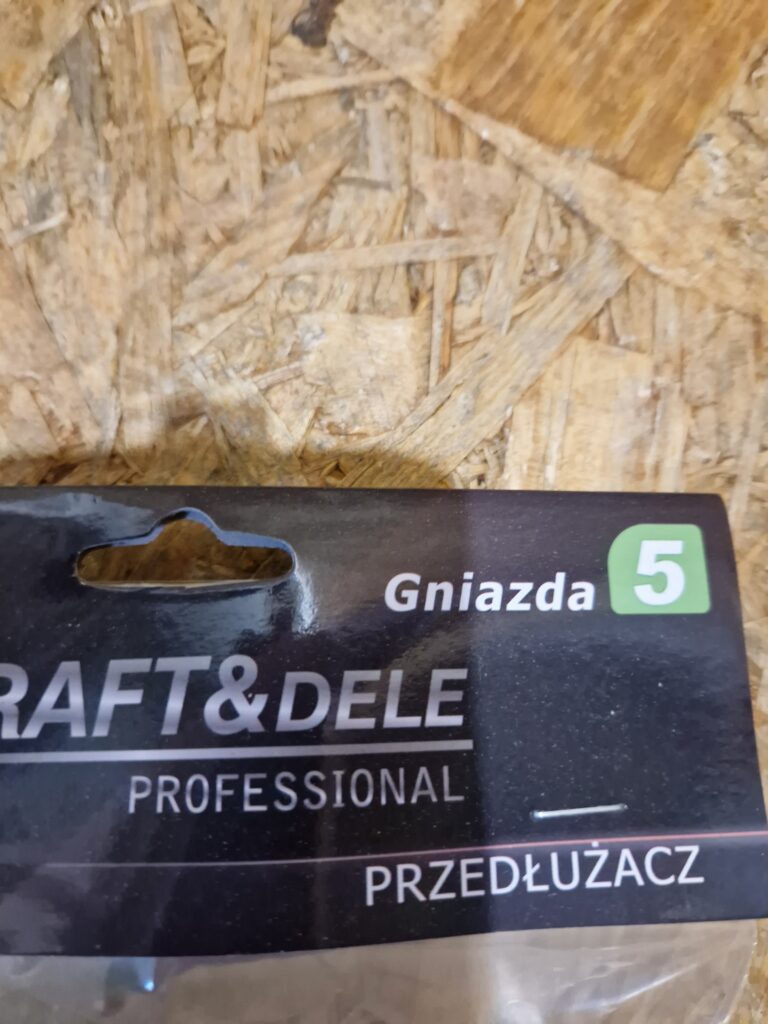 Gniazda 5
RAFT&DELE
PROFESSIONAL
PRZEDŁUŻACZ